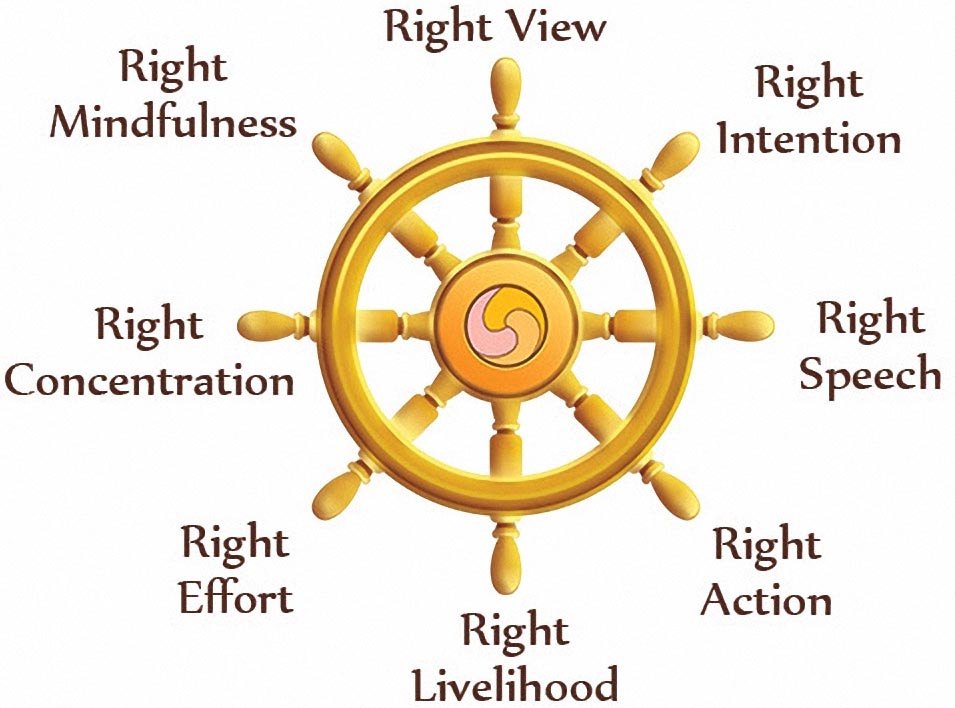 Right View
Right
Intention
Right
Speech
Right
Action
Right
Livelihood
Right
Effort
Right
Concentration
Right
Mindfulness